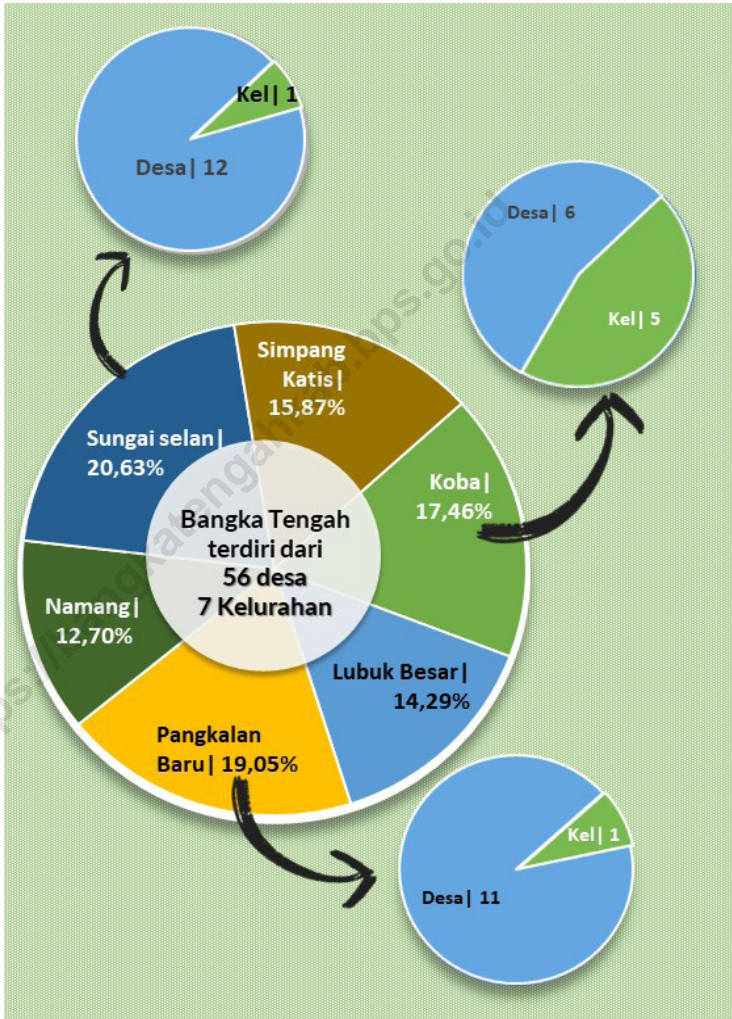 Kel| 1
Desa| 12
Desa| 6
Kel| 5
Simpang
Katis|
15,87%
Sungai selan|
20,63%
Koba|
17,46%
Bangka Tengah
terdiri dari
56 desa
7 Kelurahan
Namang|
12,70%
Lubuk Besar|
14,29%
Pangkalan
Baru| 19,05%
Kel| 1
Desa| 11